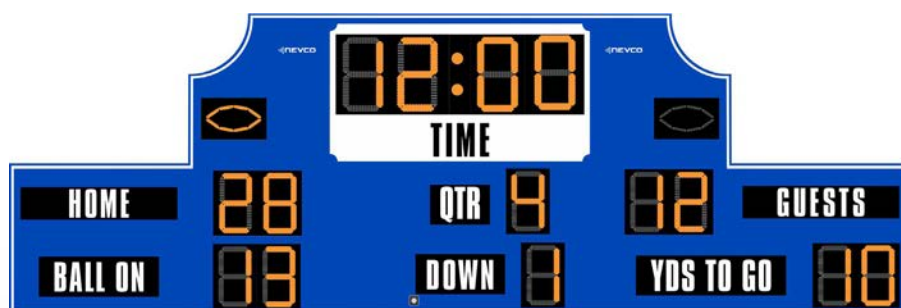 NEVCO NEVCO
12:00
TIME
HOME 28 QTR 4 12 GUESTS
BALL ON 13 DOWN 1 YDS TO GO 10